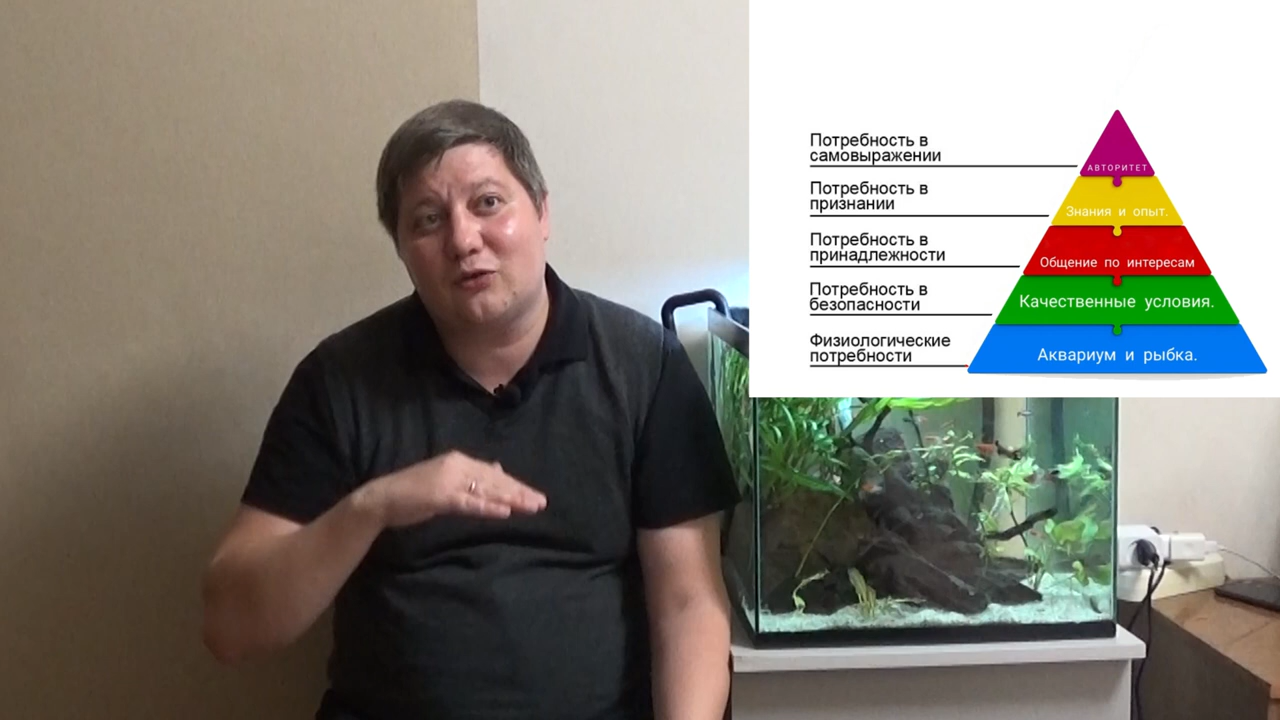 Потребность в
самовыражении
АВТОРИТЕТ
Потребность в
признании
Знания и опыт.
Потребность в
принадлежности
Общение по интересам
Потребность в
безопасности
Качественные условия.
Физиологические
потребности
Аквариум и рыбка.